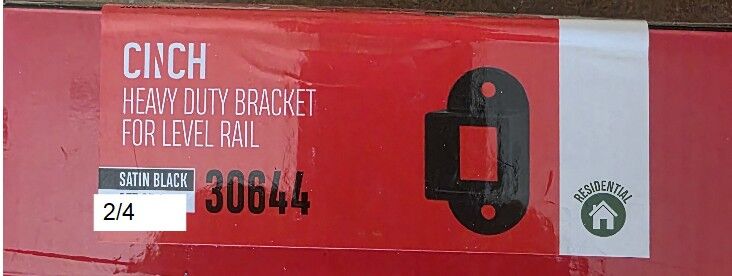 CINCH
HEAVY DUTY BRACKET
FOR LEVEL RAIL
SATIN BLACK
30644
2/4
RESIDENTIAL